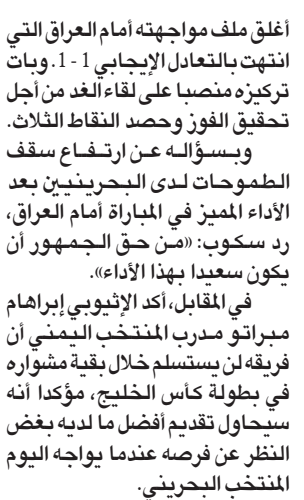 أغلق ملف مواجهته أمام العراق التي
انتهت بالتعادل الإيجابي 1 - 1. وبات
تركيزه منصبا على لقاء الغد من أجل
تحقيق الفوز وحصد النقاط الثلاث.
وبسؤاله عن ارتفاع سقف
الطموحات لدى البحرينيين بعد
الأداء المميز في المباراة أمام العراق،
رد سكوب: «من حق الجمهور أن
يكون سعيدا بهذا الأداء».
في المقابل، أكد الإثيوبي إبراهام
مبراتو مدرب المنتخب اليمني أن
فريقه لن يستسلم خلال بقية مشواره
في بطولة كأس الخليج، مؤكدا أنه
سيحاول تقديم أفضل ما لديه بغض
النظر عن فرصه عندما يواجه اليوم
المنتخب البحريني.